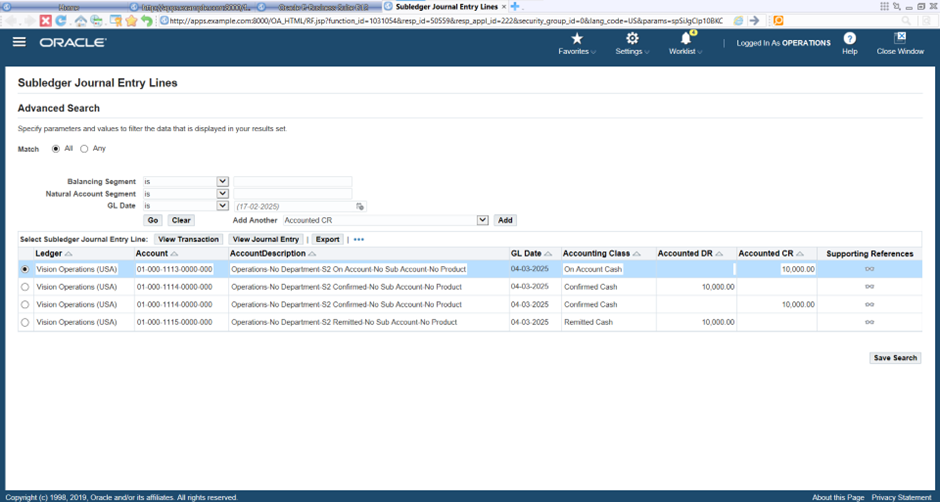 Subledger Journal Entry Lines
http://apps.example.com:8000/OA_HTML/RF.jsp?function_id=1031054&resp_id=50559&resp_appl_id=222&security_group_id=0&lang_code=US&params=
ORACLE
Favorites Settings Worklist 4 Logged In As OPERATIONS Help Close Window
Subledger Journal Entry Lines
Advanced Search
Specify parameters and values to filter the data that is displayed in your results set
Match All Any
Balancing Segment is
Natural Account Segment is
GL Date is (17-02-2025)
Go Clear Add Another Accounted CR Add
Select Subledger Journal Entry Line: View Transaction View Journal Entry | Export | •••
Ledger Account AccountDescription GL Date Accounting Class Accounted DR Accounted CR Supporting References
Vision Operations (USA) 01-000-1113-0000-000 Operations-No Department-S2 On Account-No Sub Account-No Product 04-03-2025 On Account Cash 10,000.00
Vision Operations (USA) 01-000-1114-0000-000 Operations-No Department-S2 Confirmed-No Sub Account-No Product 04-03-2025 Confirmed Cash 10,000.00
Vision Operations (USA) 01-000-1114-0000-000 Operations-No Department-S2 Confirmed-No Sub Account-No Product 04-03-2025 Confirmed Cash 10,000.00
Vision Operations (USA) 01-000-1115-0000-000 Operations-No Department-S2 Remitted-No Sub Account-No Product 04-03-2025 Remitted Cash 10,000.00
Save Search
Copyright (c) 1998, 2019, Oracle and/or its affiliates. All rights reserved. About this Page Privacy Statement